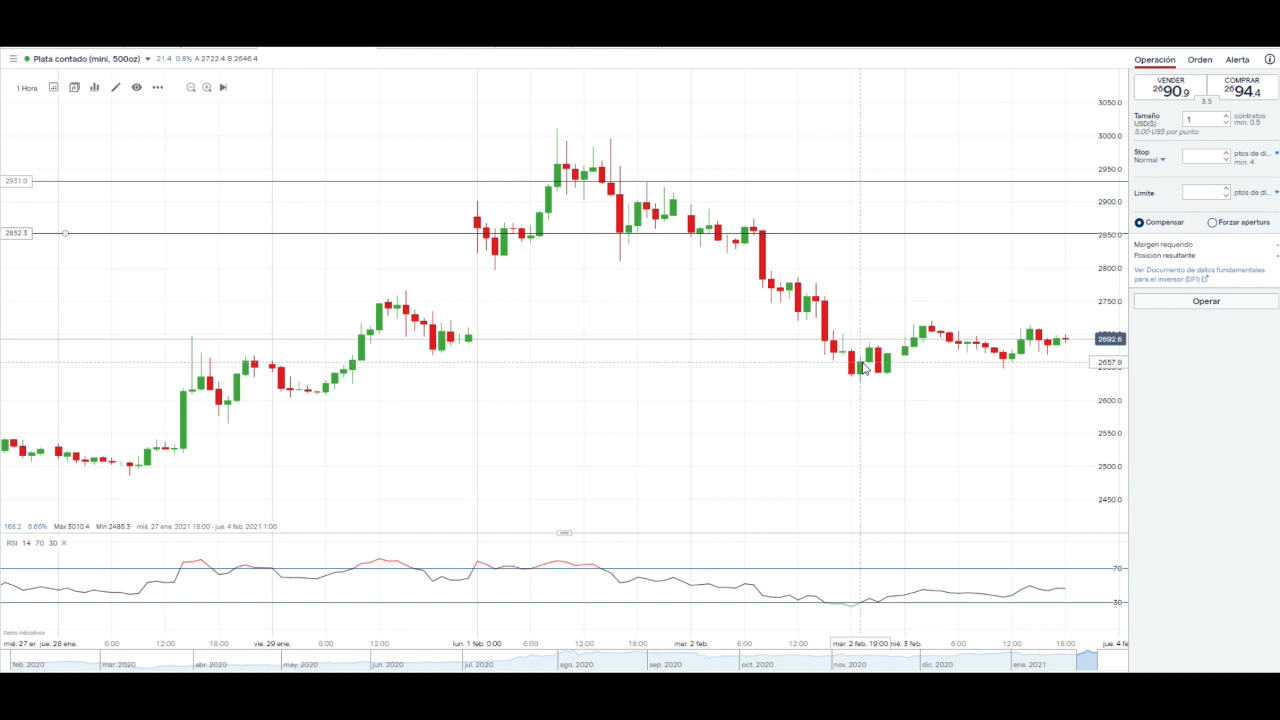 Plata contado (mini, 500oz) 21.4 0.8% A 2722.4 B 2646.4
1 Hora
Operación Orden Alerta
VENDER COMPRAR
2690.9 2694.4
3.5
Tamaño
USD($)
1
contratos
min: 0.5
5,00 US$ por punto
Stop
Normal
ptos de di...
min: 4
Límite
ptos de di...
Compensar Forzar apertura
Margen requerido -
Posición resultante -
Ver Documento de datos fundamentales
para el inversor (DFI)
Operar
3050.0
3000.0
2950.0
2931.0
2900.0
2852.3
2850.0
2800.0
2750.0
2692.6
2657.9
2600.0
2550.0
2500.0
2450.0
168.2 6.66% Máx 3010.4 Mín 2486.3 mié. 27 ene. 2021 18:00 - jue. 4 feb. 2021 1:00
RSI 14 70 30 X
70
30
Datos indicativos
mié. 27 er jue. 28 ene. 6:00 12:00 18:00 vie. 29 ene. 6:00 12:00 lun. 1 feb. 0:00 6:00 12:00 18:00 mar. 2 feb. 6:00 12:00 mar. 2 feb. 19:00 mié. 3 feb. 6:00 12:00 18:00 jue. 4 fe
feb. 2020 mar. 2020 abr. 2020 may. 2020 jun. 2020 jul. 2020 ago. 2020 sep. 2020 oct. 2020 nov. 2020 dic. 2020 ene. 2021